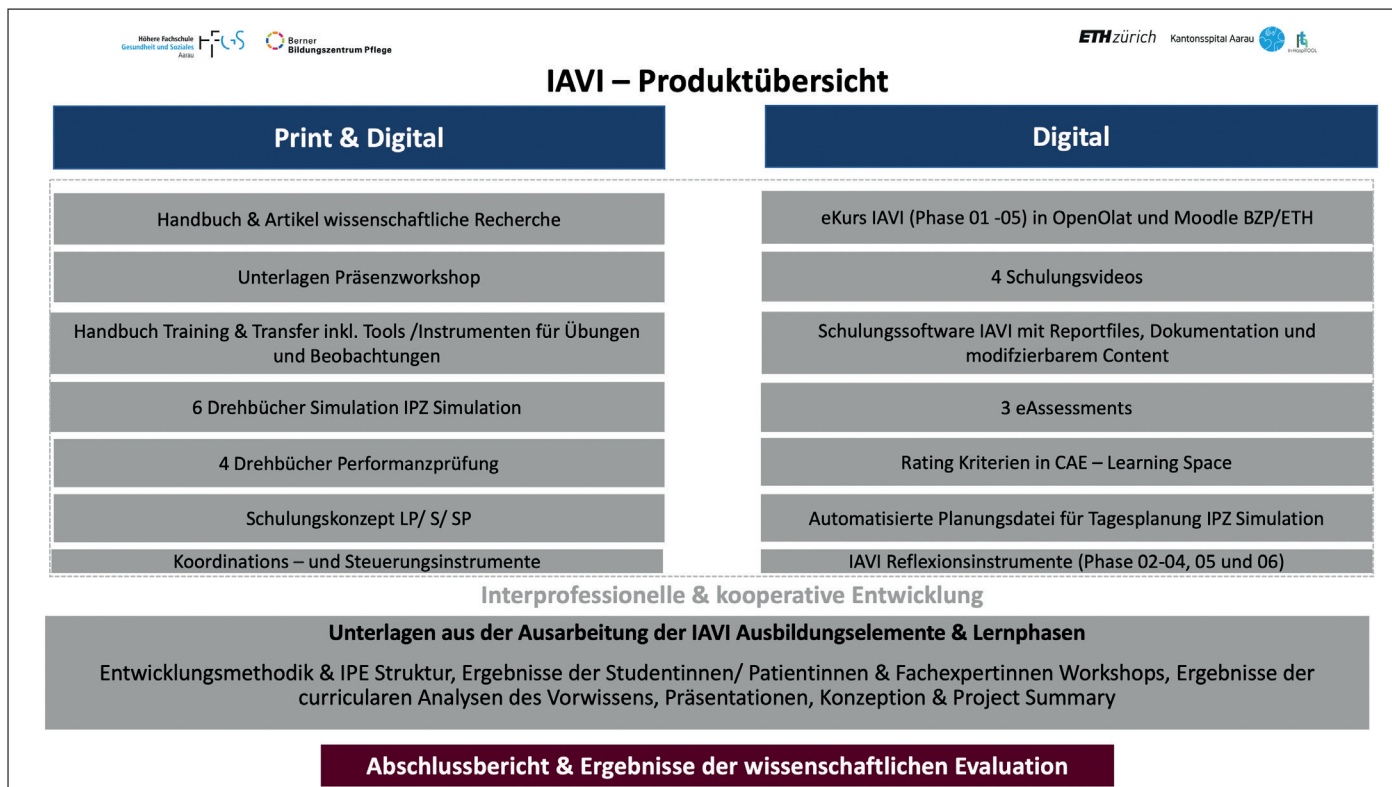 Höhere Fachschule
Gesundheit und Soziales
Aarau
HFGS
Berner
Bildungszentrum Pflege
ETH zürich
Kantonsspital Aarau
IAVI – Produktübersicht
Print & Digital
Handbuch & Artikel wissenschaftliche Recherche
Unterlagen Präsenzworkshop
Handbuch Training & Transfer inkl. Tools /Instrumenten für Übungen
und Beobachtungen
6 Drehbücher Simulation IPZ Simulation
4 Drehbücher Performanzprüfung
Schulungskonzept LP/ S/ SP
Koordinations – und Steuerungsinstrumente
Digital
eKurs IAVI (Phase 01 -05) in OpenOlat und Moodle BZP/ETH
4 Schulungsvideos
Schulungssoftware IAVI mit Reportfiles, Dokumentation und
modifzierbarem Content
3 eAssessments
Rating Kriterien in CAE – Learning Space
Automatisierte Planungsdatei für Tagesplanung IPZ Simulation
IAVI Reflexionsinstrumente (Phase 02-04, 05 und 06)
Interprofessionelle & kooperative Entwicklung
Unterlagen aus der Ausarbeitung der IAVI Ausbildungselemente & Lernphasen
Entwicklungsmethodik & IPE Struktur, Ergebnisse der Studentinnen/ Patientinnen & Fachexpertinnen Workshops, Ergebnisse der
curricularen Analysen des Vorwissens, Präsentationen, Konzeption & Project Summary
Abschlussbericht & Ergebnisse der wissenschaftlichen Evaluation